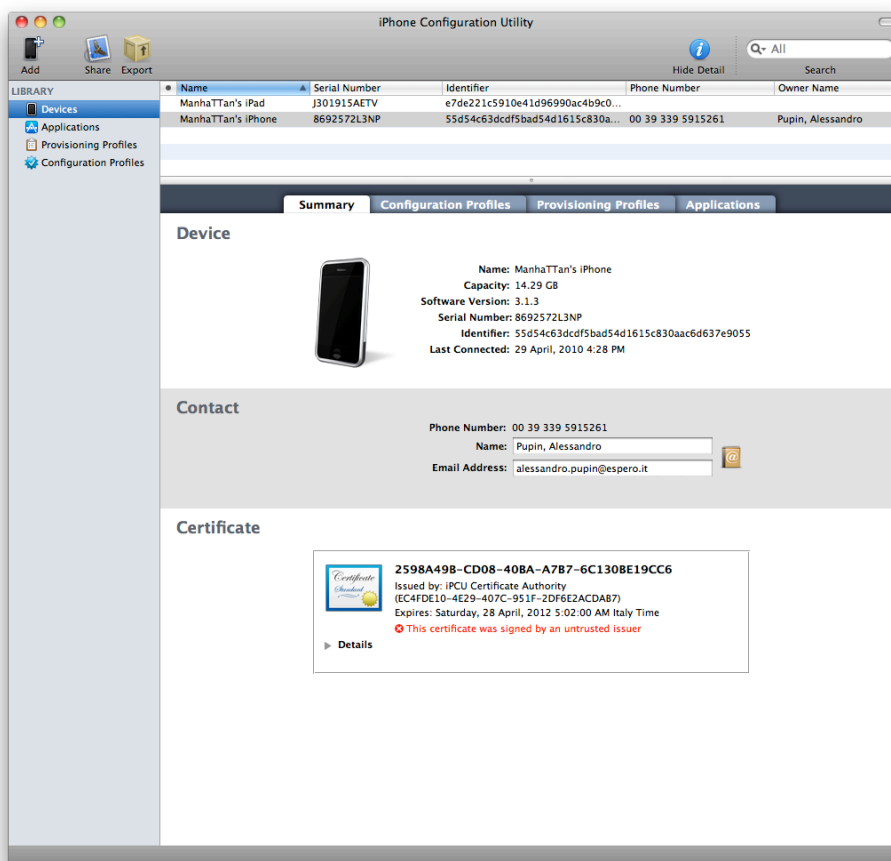 iPhone Configuration Utility
Add Share Export Hide Detail All Search
LIBRARY
Devices
Applications
Provisioning Profiles
Configuration Profiles
Name Serial Number Identifier Phone Number Owner Name
ManhaTTan's iPad J301915AETV e7de221c5910e41d96990ac4b9c0...
ManhaTTan's iPhone 8692572L3NP 55d54c63dcdf5bad54d1615c830a... 00 39 339 5915261 Pupin, Alessandro
Summary Configuration Profiles Provisioning Profiles Applications
Device
Name: ManhaTTan's iPhone
Capacity: 14.29 GB
Software Version: 3.1.3
Serial Number: 8692572L3NP
Identifier: 55d54c63dcdf5bad54d1615c830aac6d637e9055
Last Connected: 29 April, 2010 4:28 PM
Contact
Phone Number: 00 39 339 5915261
Name: Pupin, Alessandro
Email Address: alessandro.pupin@espero.it
Certificate
Certificate
Standard
2598A49B-CD08-40BA-A7B7-6C130BE19CC6
Issued by: iPCU Certificate Authority
(EC4FDE10-4E29-407C-951F-2DF6E2ACDAB7)
Expires: Saturday, 28 April, 2012 5:02:00 AM Italy Time
This certificate was signed by an untrusted issuer
Details